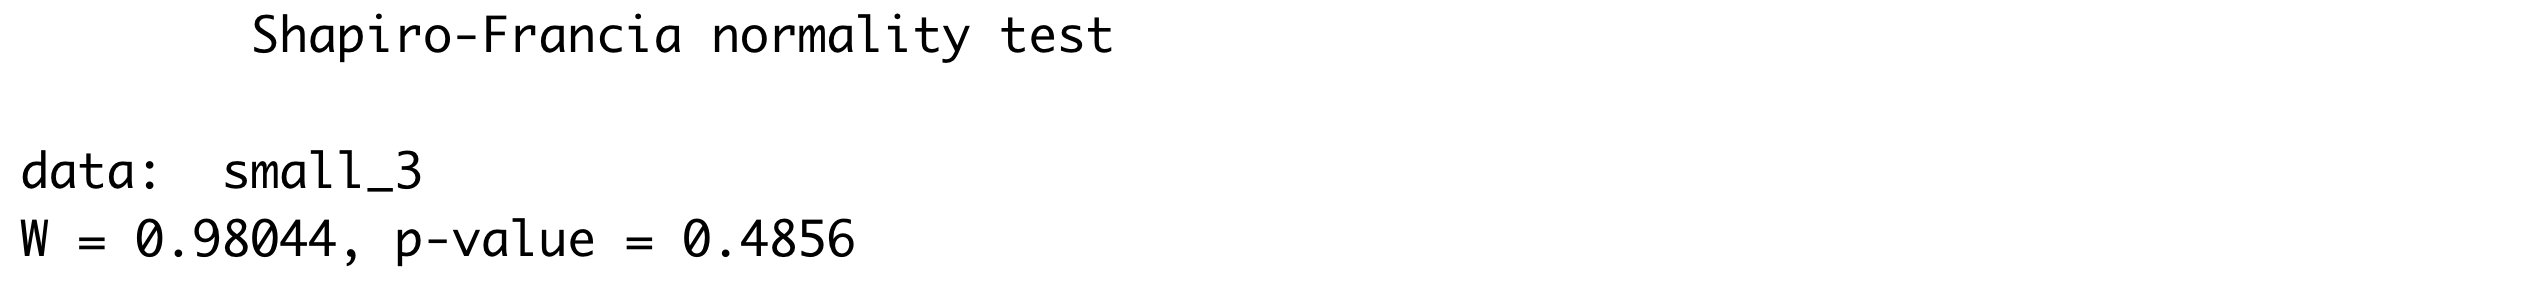 Shapiro-Francia normality test
data:  small_3
W = 0.98044, p-value = 0.4856